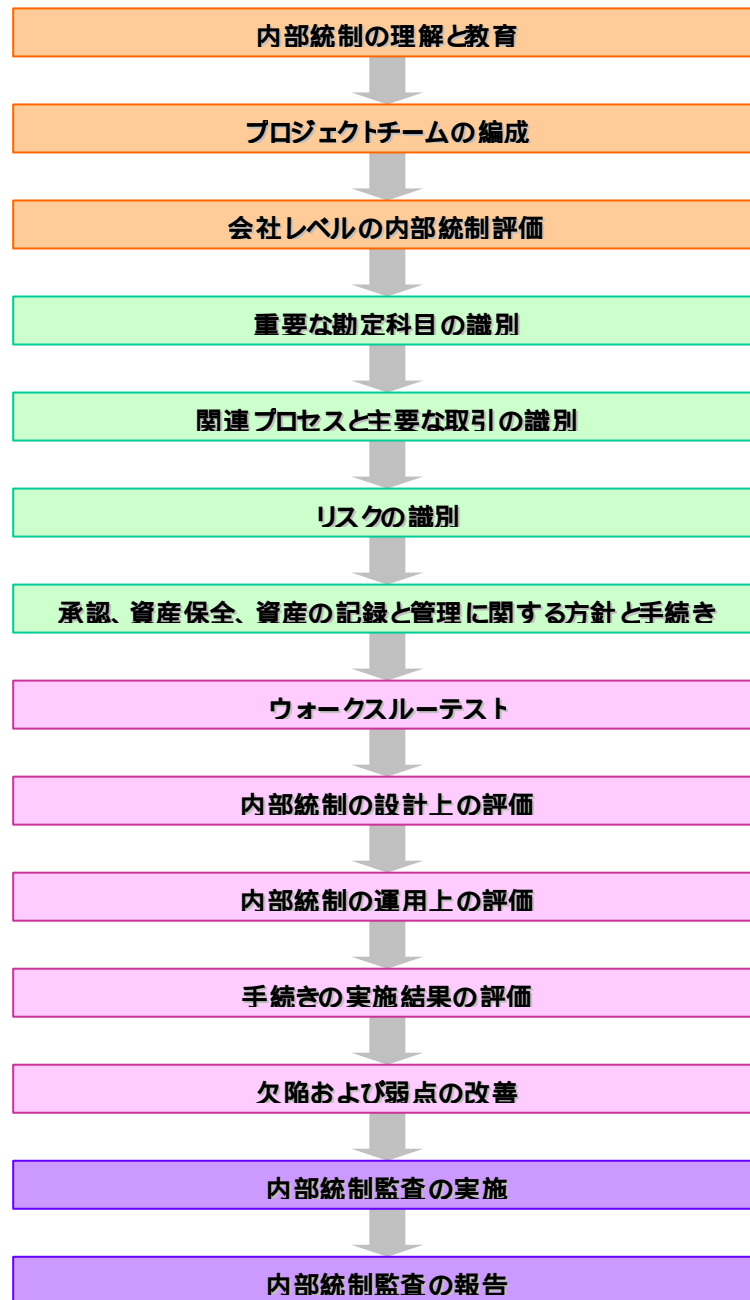 内部統制の理解と教育
プロジェクトチームの編成
会社レベルの内部統制評価
重要な勘定科目の識別
関連プロセスと主要な取引の識別
リスクの識別
承認、資産保全、資産の記録と管理に関する方針と手続き
ウォークスルーテスト
内部統制の設計上の評価
内部統制の運用上の評価
手続きの実施結果の評価
欠陥および弱点の改善
内部統制監査の実施
内部統制監査の報告